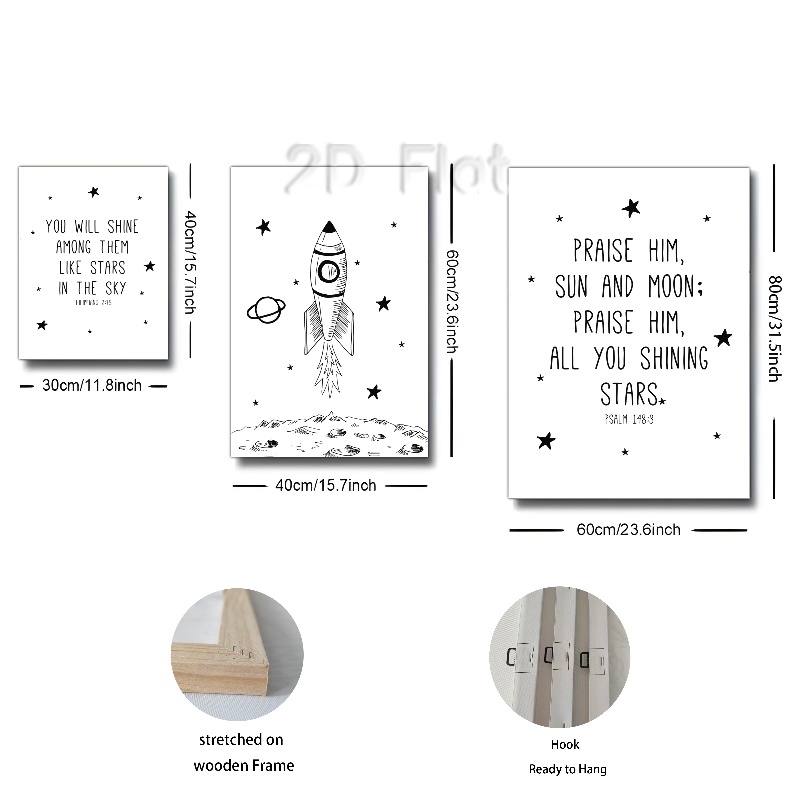 2D Flat
YOU WILL SHINE
AMONG THEM
LIKE STARS
IN THE SKY
40cm/15.7inch
30cm/11.8inch
60cm/23.6inch
40cm/15.7inch
PRAISE HIM,
SUN AND MOON;
PRAISE HIM,
ALL YOU SHINING
STARS.
PSALM 148:3
80cm/31.5inch
60cm/23.6inch
stretched on
wooden Frame
Hook
Ready to Hang